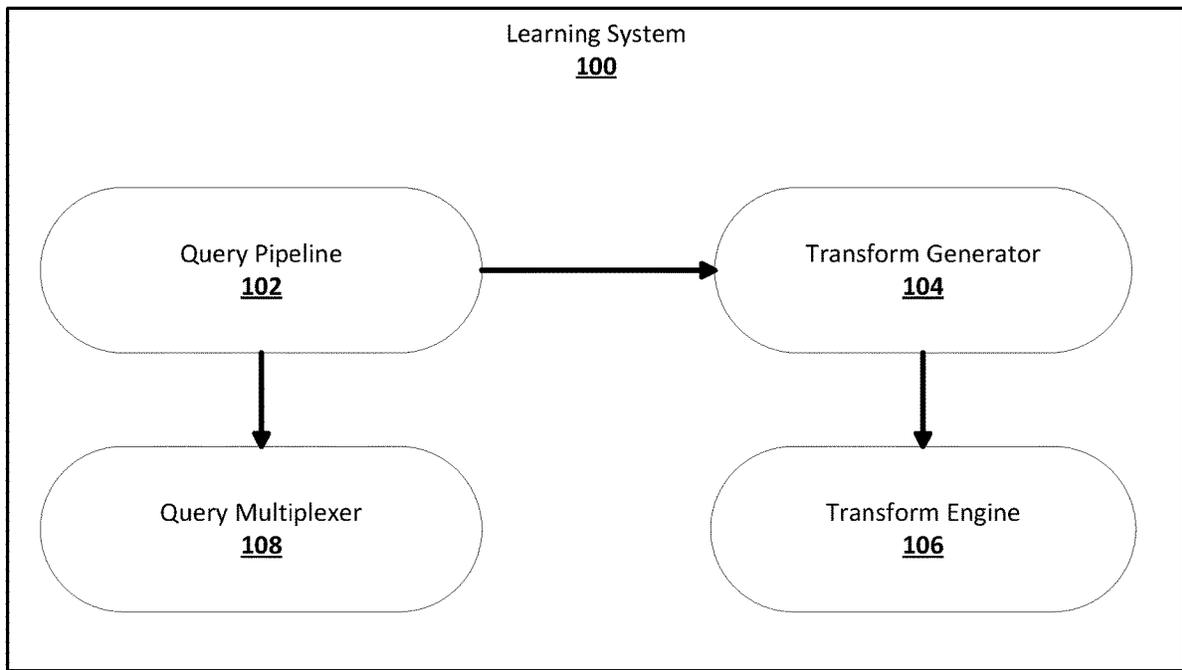 Learning System
100
Query Pipeline
102
Transform Generator
104
Query Multiplexer
108
Transform Engine
106